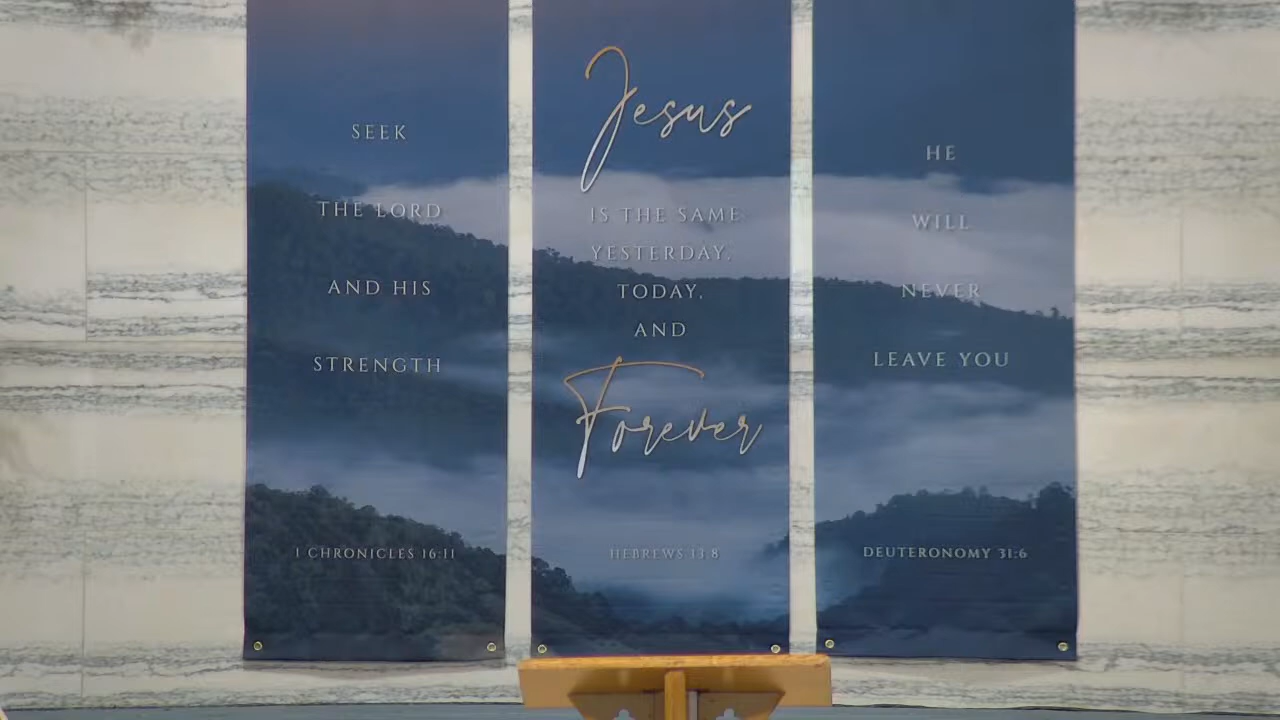 SEEK
THE LORD
AND HIS
STRENGTH
1 CHRONICLES 16:11
Jesus
IS THE SAME
YESTERDAY,
TODAY,
AND
Forever
HEBREWS 13:8
HE
WILL
NEVER
LEAVE YOU
DEUTERONOMY 31:6